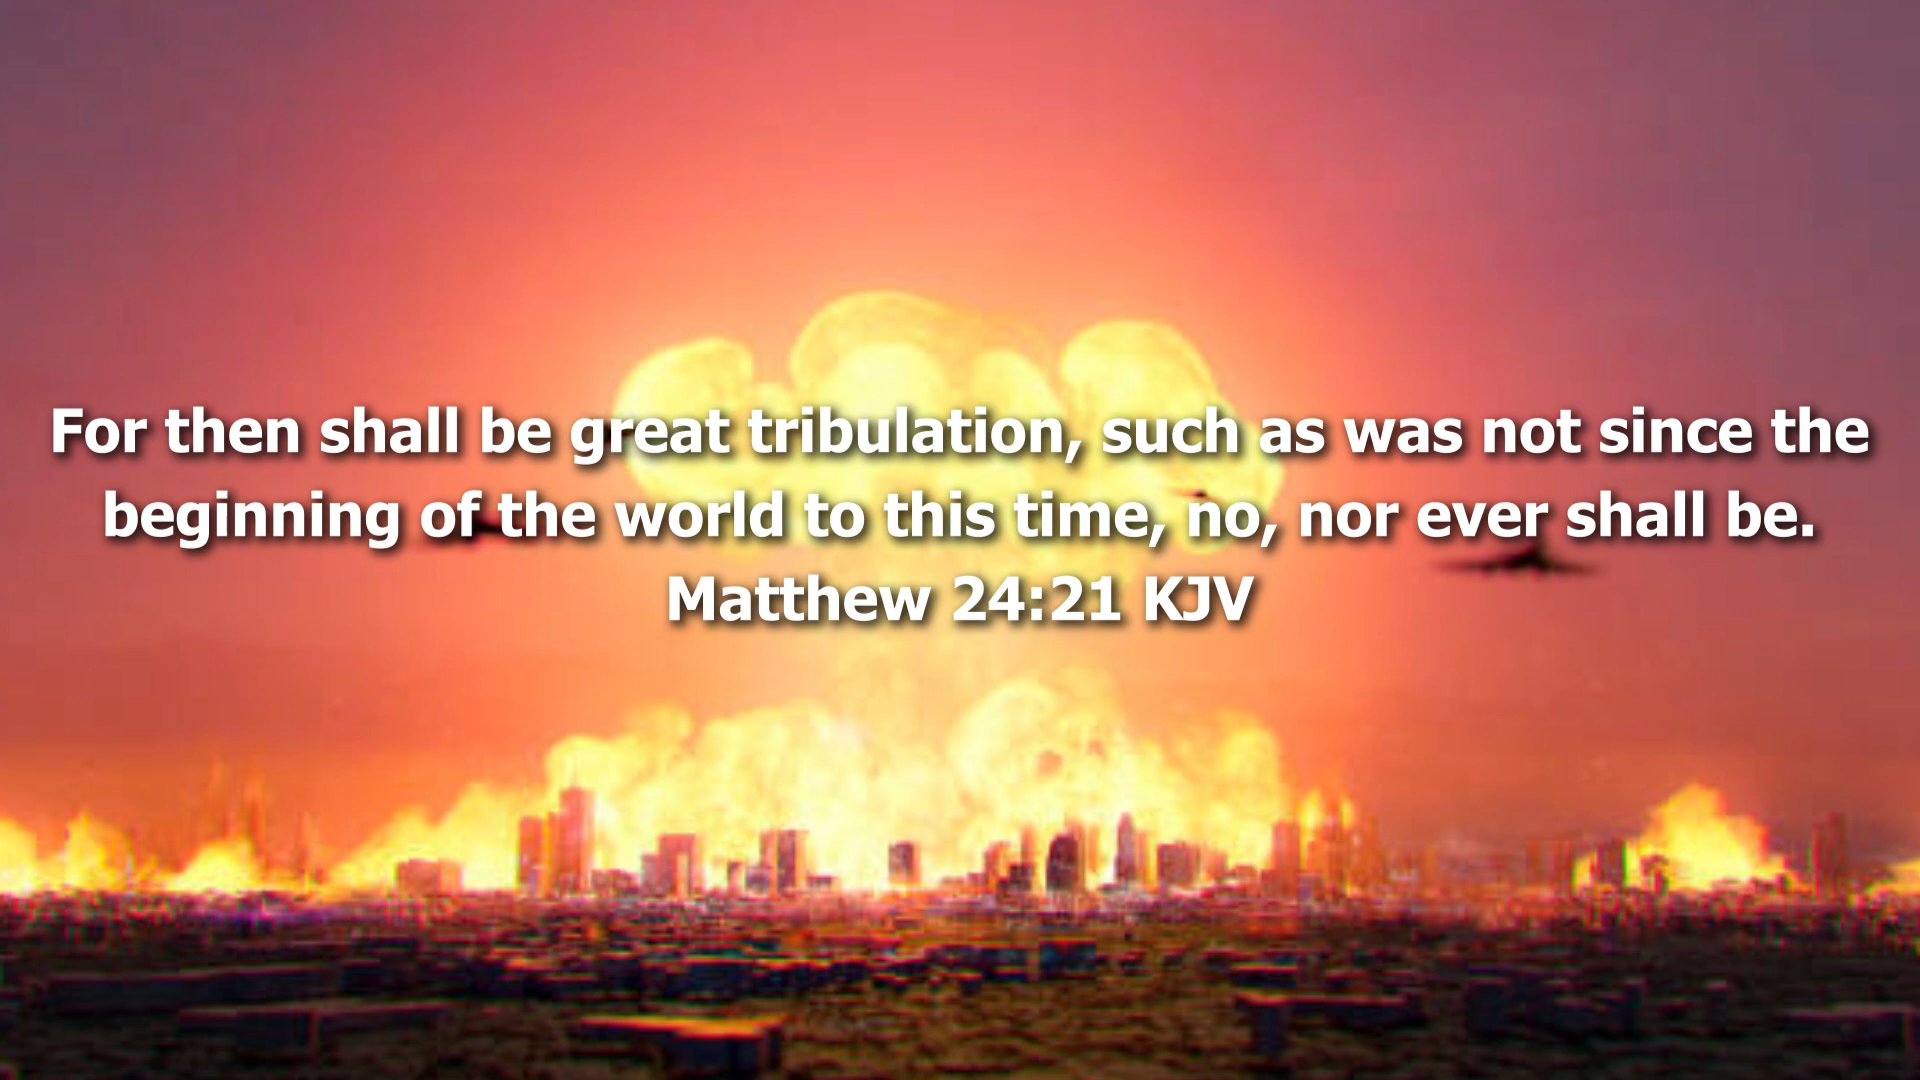 For then shall be great tribulation, such as was not since the
beginning of the world to this time, no, nor ever shall be.
Matthew 24:21 KJV